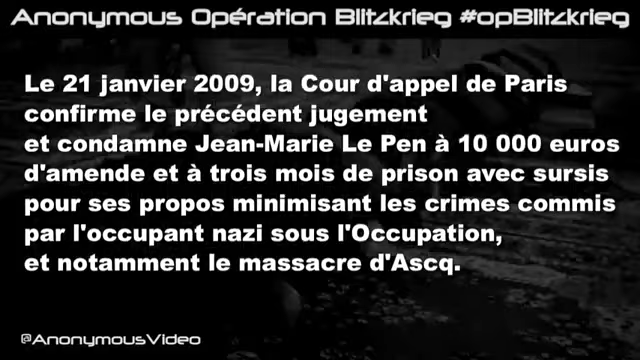 Anonymous Opération Blitzkrieg #opBlitzkrieg
Le 21 janvier 2009, la Cour d'appel de Paris
confirme le précédent jugement
et condamne Jean-Marie Le Pen à 10 000 euros
d'amende et à trois mois de prison avec sursis
pour ses propos minimisant les crimes commis
par l'occupant nazi sous l'Occupation,
et notamment le massacre d'Ascq.
@AnonymousVideo